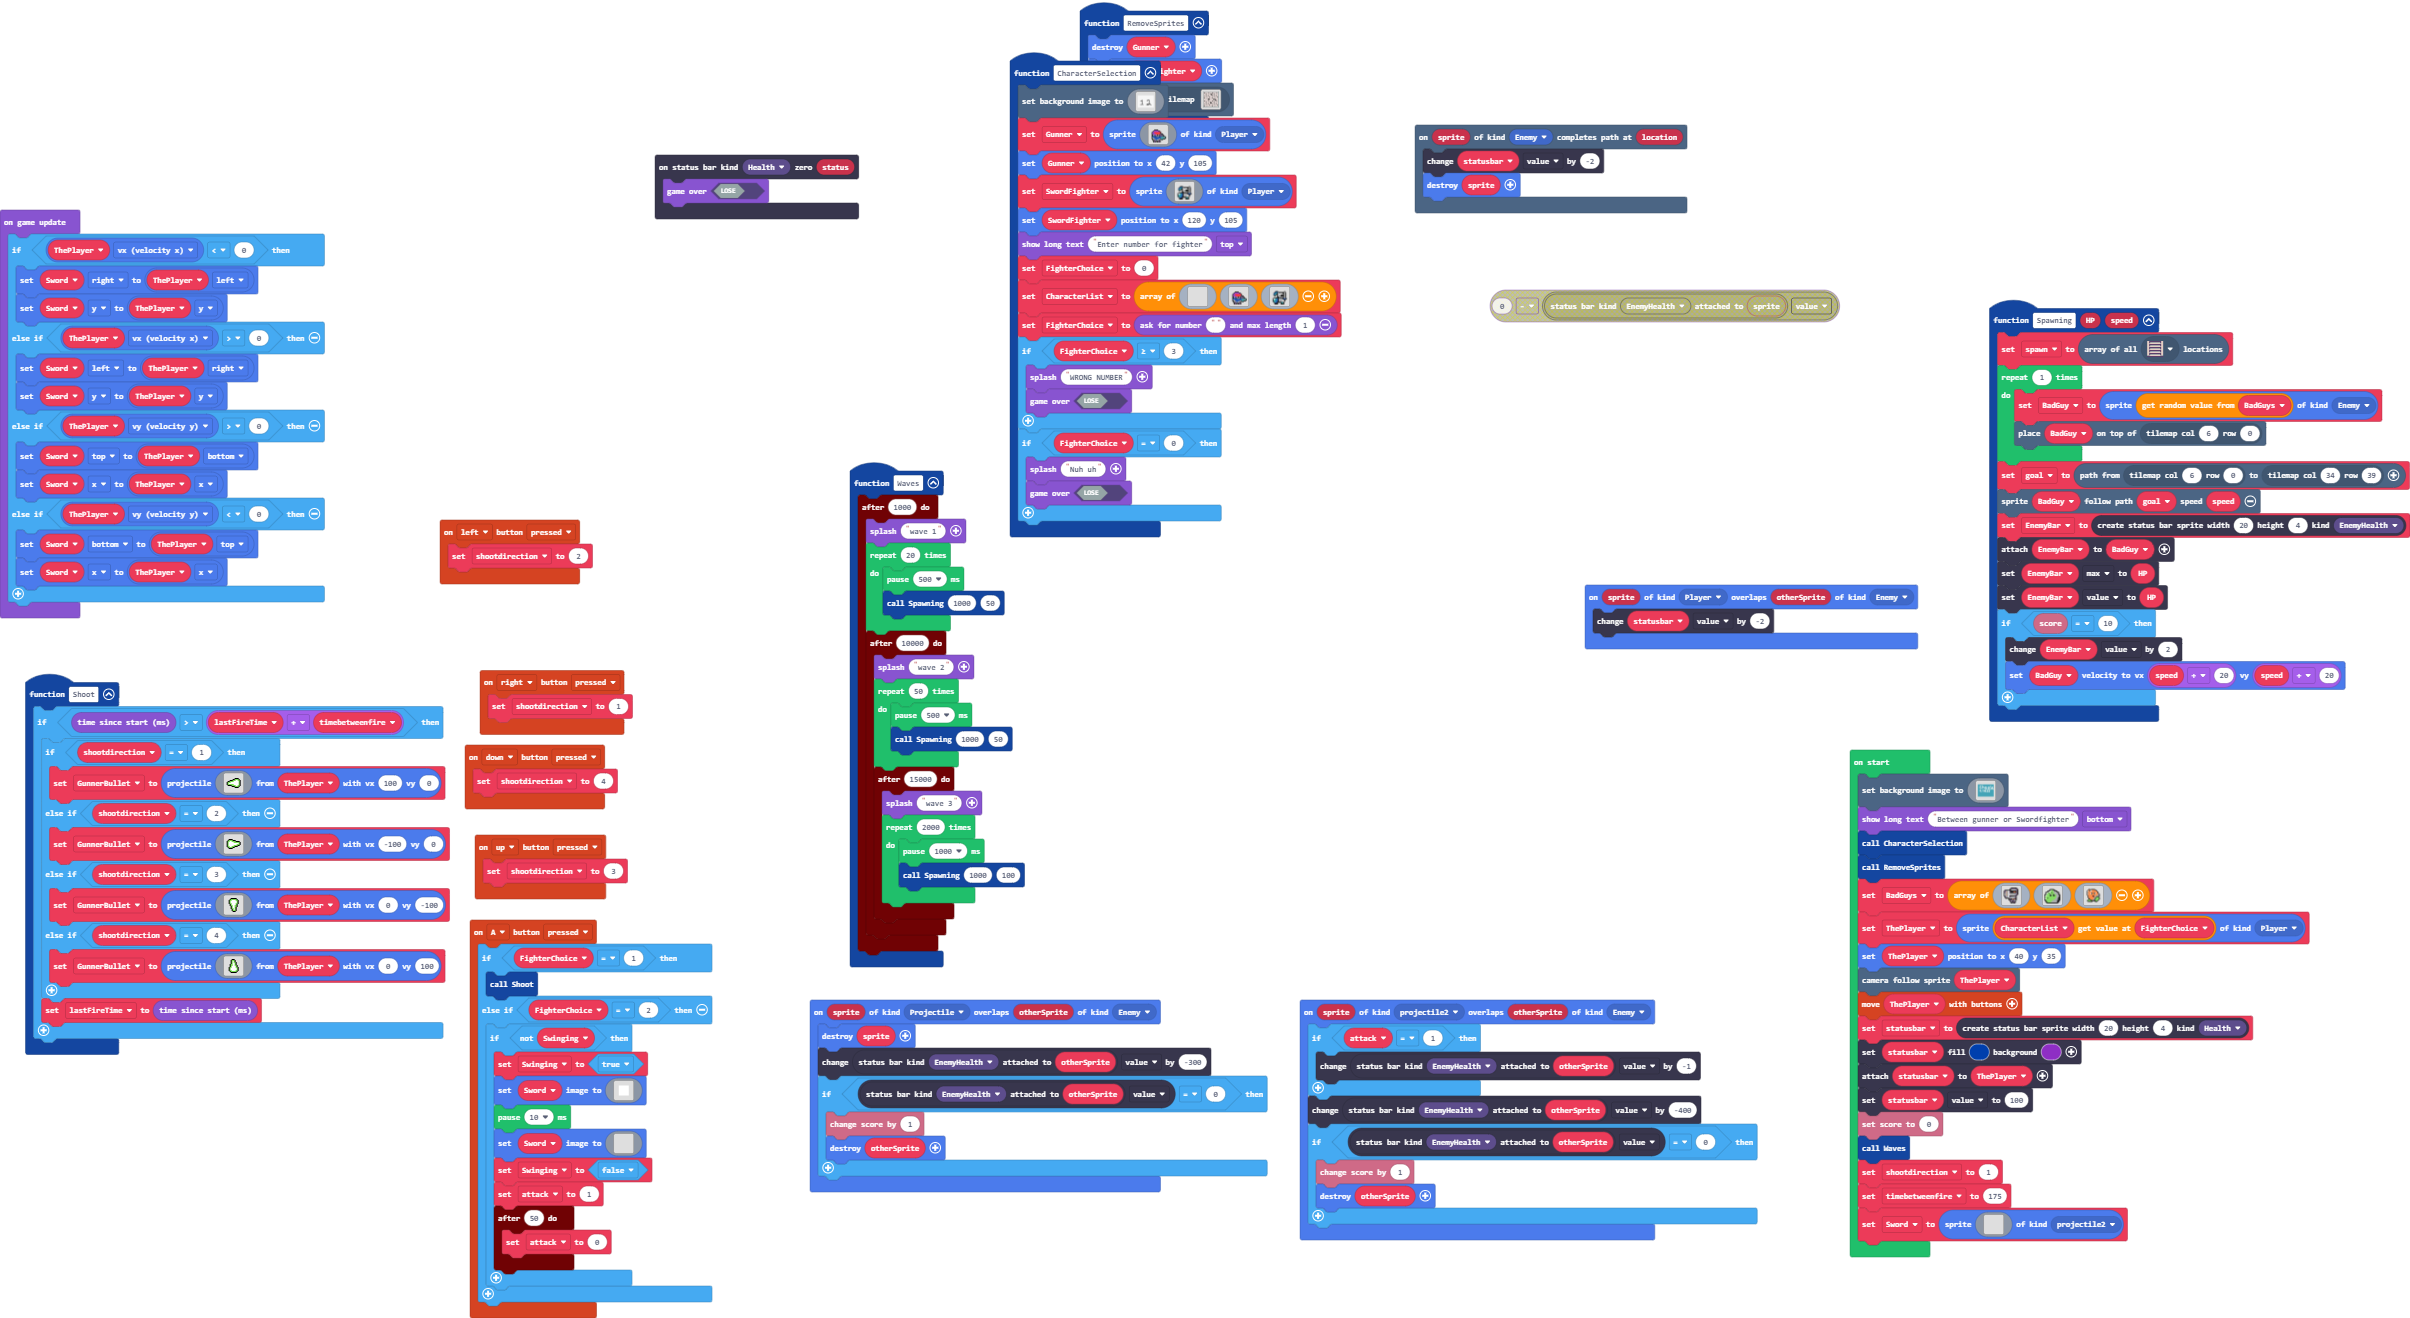 function RemoveSprites
destroy Gunner
ghter
ilemap
function CharacterSelection
set background image to
set Gunner to sprite of kind Player
set Gunner position to x 42 y 105
set SwordFighter to sprite of kind Player
set SwordFighter position to x 120 y 105
show long text "Enter number for fighter" top
set FighterChoice to 0
set CharacterList to array of
set FighterChoice to ask for number " " and max length 1
if FighterChoice ≥ 3 then
splash "WRONG NUMBER"
game over LOSE
if FighterChoice = 0 then
splash "Nuh uh"
game over LOSE
on status bar kind Health zero status
game over LOSE
on sprite of kind Enemy completes path at location
change statusbar value by -2
destroy sprite
on game update
if ThePlayer vx (velocity x) < 0 then
set Sword right to ThePlayer left
set Sword y to ThePlayer y
else if ThePlayer vx (velocity x) > 0 then
set Sword left to ThePlayer right
set Sword y to ThePlayer y
else if ThePlayer vy (velocity y) > 0 then
set Sword top to ThePlayer bottom
set Sword x to ThePlayer x
else if ThePlayer vy (velocity y) < 0 then
set Sword bottom to ThePlayer top
set Sword x to ThePlayer x
0 - status bar kind EnemyHealth attached to sprite value
function Spawning HP speed
set spawn to array of all locations
repeat 1 times
do
set BadGuy to sprite get random value from BadGuys of kind Enemy
place BadGuy on top of tilemap col 6 row 0
set goal to path from tilemap col 6 row 0 to tilemap col 34 row 39
sprite BadGuy follow path goal speed speed
set EnemyBar to create status bar sprite width 20 height 4 kind EnemyHealth
attach EnemyBar to BadGuy
set EnemyBar max to HP
set EnemyBar value to HP
if score = 10 then
change EnemyBar value by 2
set BadGuy velocity to vx speed + 20 vy speed + 20
function Waves
after 1000 do
splash "wave 1"
repeat 20 times
do pause 500 ms
call Spawning 1000 50
after 10000 do
splash "wave 2"
repeat 50 times
do pause 500 ms
call Spawning 1000 50
after 15000 do
splash "wave 3"
repeat 2000 times
do pause 1000 ms
call Spawning 1000 100
on left button pressed
set shootdirection to 2
on right button pressed
set shootdirection to 1
on down button pressed
set shootdirection to 4
on up button pressed
set shootdirection to 3
on sprite of kind Player overlaps otherSprite of kind Enemy
change statusbar value by -2
function Shoot
if time since start (ms) > lastFireTime + timebetweenfire then
if shootdirection = 1 then
set GunnerBullet to projectile from ThePlayer with vx 100 vy 0
else if shootdirection = 2 then
set GunnerBullet to projectile from ThePlayer with vx -100 vy 0
else if shootdirection = 3 then
set GunnerBullet to projectile from ThePlayer with vx 0 vy -100
else if shootdirection = 4 then
set GunnerBullet to projectile from ThePlayer with vx 0 vy 100
set lastFireTime to time since start (ms)
on A button pressed
if FighterChoice = 1 then
call Shoot
else if FighterChoice = 2 then
if not Swinging then
set Swinging to true
set Sword image to
pause 10 ms
set Sword image to
set Swinging to false
set attack to 1
after 50 do
set attack to 0
on sprite of kind Projectile overlaps otherSprite of kind Enemy
destroy sprite
change status bar kind EnemyHealth attached to otherSprite value by -300
if status bar kind EnemyHealth attached to otherSprite value = 0 then
change score by 1
destroy otherSprite
on sprite of kind projectile2 overlaps otherSprite of kind Enemy
if attack = 1 then
change status bar kind EnemyHealth attached to otherSprite value by -1
change status bar kind EnemyHealth attached to otherSprite value by -400
if status bar kind EnemyHealth attached to otherSprite value = 0 then
change score by 1
destroy otherSprite
on start
set background image to
show long text "Between gunner or Swordfighter" bottom
call CharacterSelection
call RemoveSprites
set BadGuys to array of
set ThePlayer to sprite CharacterList get value at FighterChoice of kind Player
set ThePlayer position to x 40 y 35
camera follow sprite ThePlayer
move ThePlayer with buttons
set statusbar to create status bar sprite width 20 height 4 kind Health
set statusbar fill background
attach statusbar to ThePlayer
set statusbar value to 100
set score to 0
call Waves
set shootdirection to 1
set timebetweenfire to 175
set Sword to sprite of kind projectile2